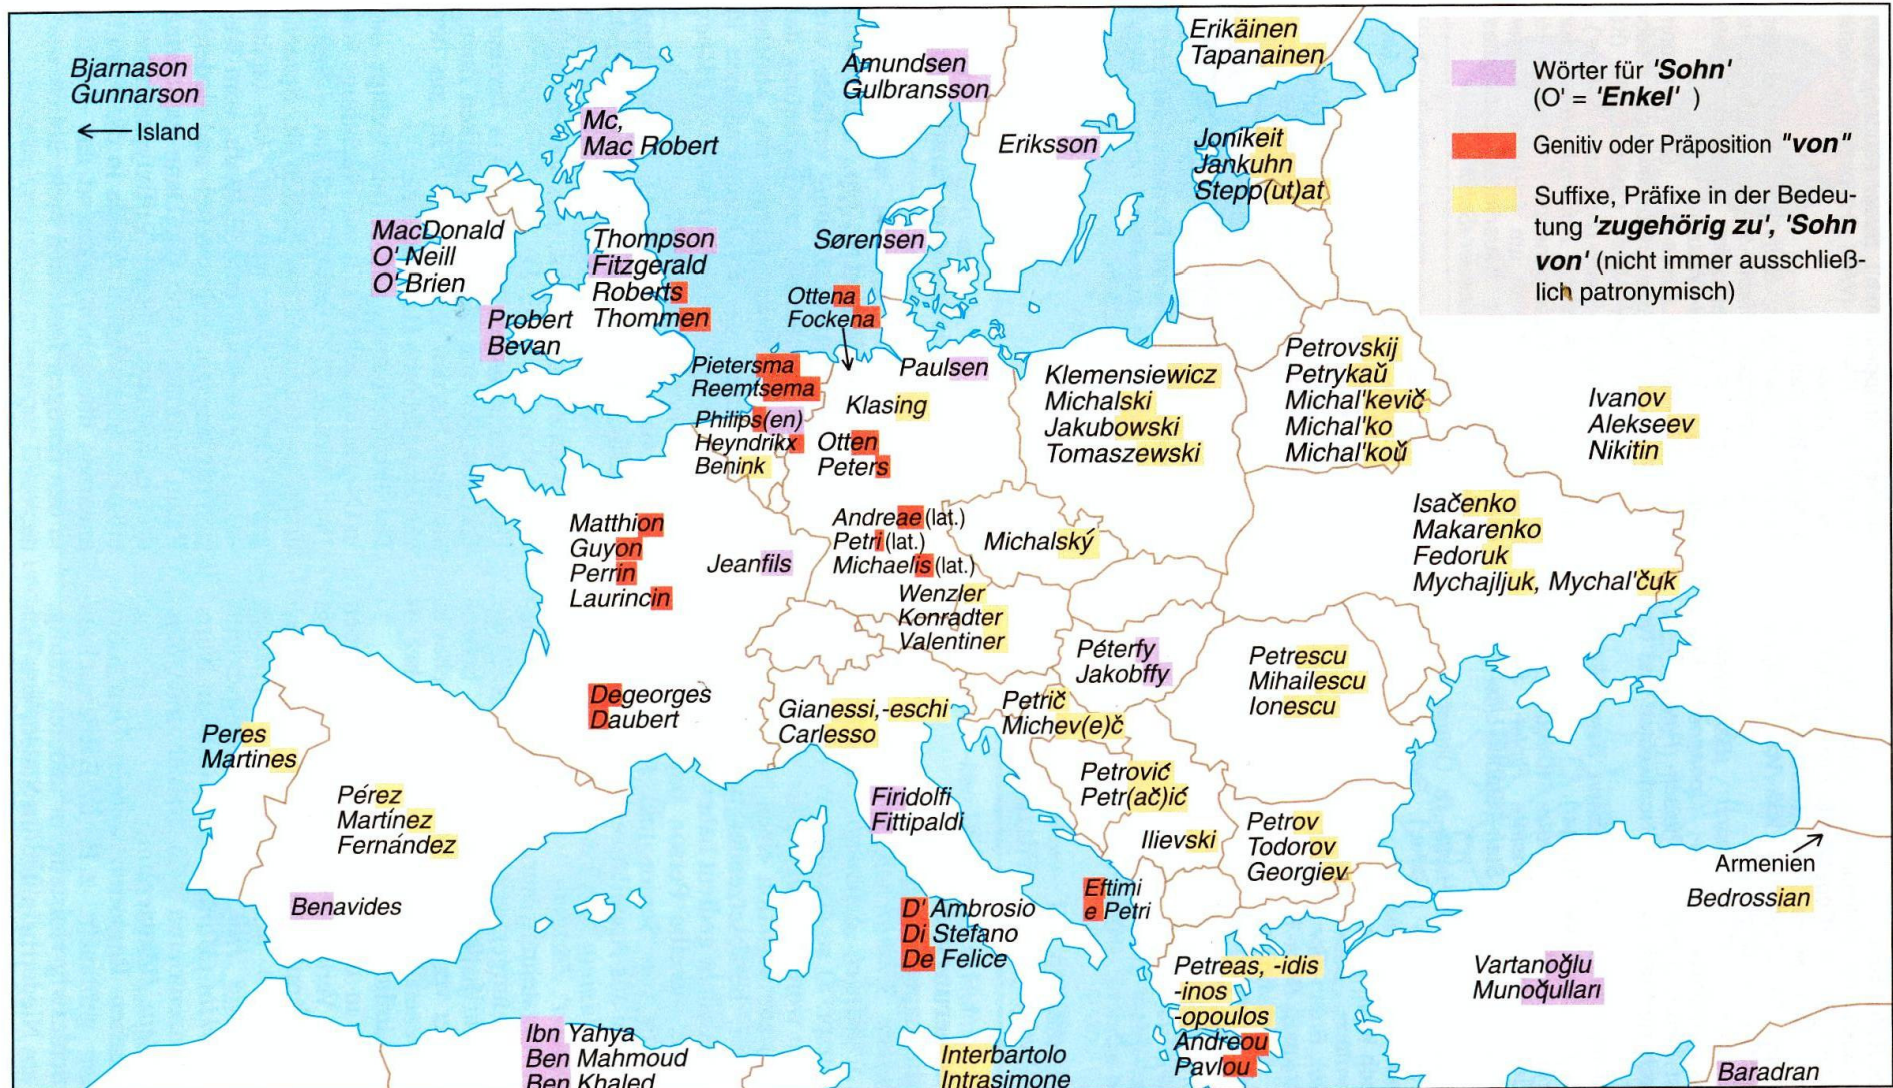 Bjarnason
Gunnarson
← Island
Mc,
Mac Robert
MacDonald
O' Neill
O' Brien
Thompson
Fitzgerald
Roberts
Thommen
Probert
Bevan
Amundsen
Gulbransson
Eriksson
Sørensen
Erikäinen
Tapanainen
Jonikeit
Jankuhn
Stepp(ut)at
Wörter für 'Sohn'
(O' = 'Enkel' )
Genitiv oder Präposition "von"
Suffixe, Präfixe in der Bedeu-
tung 'zugehörig zu', 'Sohn
von' (nicht immer ausschließ-
lich patronymisch)
Ottena
Fockena
Pietersma
Reemtsema
Philips(en)
Heyndrikx
Benink
Paulsen
Klasing
Otten
Peters
Andreae (lat.)
Petri (lat.)
Michaelis (lat.)
Wenzler
Konradter
Valentiner
Klemensiewicz
Michalski
Jakubowski
Tomaszewski
Michalský
Petrovskij
Petrykaŭ
Michal'kevič
Michal'ko
Michal'koŭ
Ivanov
Alekseev
Nikitin
Isačenko
Makarenko
Fedoruk
Mychajljuk, Mychal'čuk
Matthion
Guyon
Perrin
Laurincin
Jeanfils
Degeorges
Daubert
Peres
Martines
Pérez
Martínez
Fernández
Benavides
Gianessi,-eschi
Carlesso
Firidolfi
Fittipaldi
D' Ambrosio
Di Stefano
De Felice
Interbartolo
Intrasimone
Péterfy
Jakobffy
Petrič
Michev(e)č
Petrović
Petr(ač)ić
Ilievski
Petrescu
Mihailescu
Ionescu
Petrov
Todorov
Georgiev
Eftimi
e Petri
Petreas, -idis
-inos
-opoulos
Andreou
Pavlou
Armenien
Bedrossian
Vartanoğlu
Munoğulları
Baradran
Ibn Yahya
Ben Mahmoud
Ben Khaled